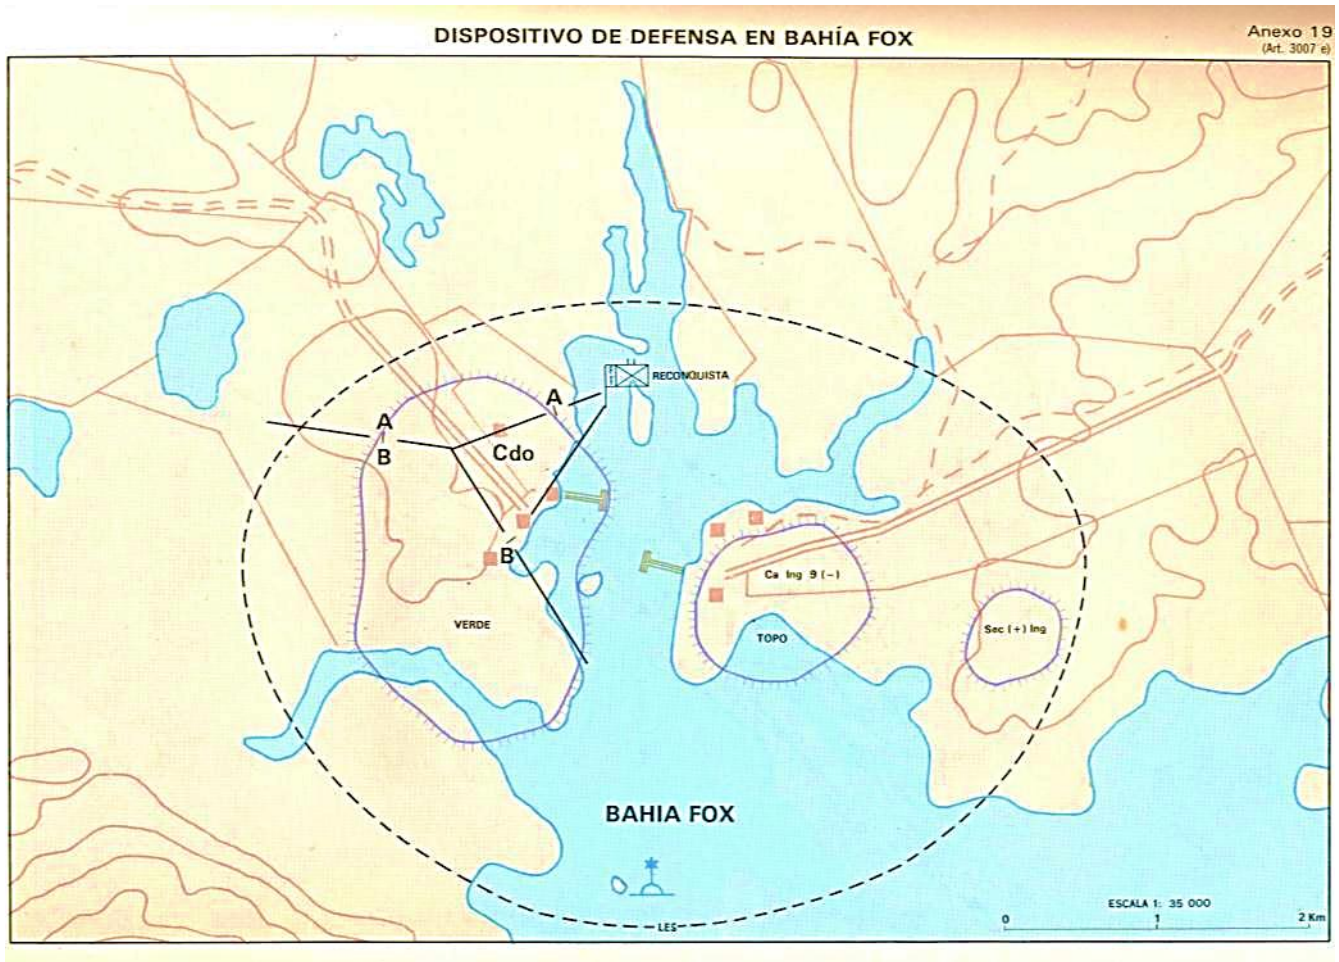 DISPOSITIVO DE DEFENSA EN BAHÍA FOX
Anexo 19
(Art. 3007 e)
RECONQUISTA
A
A
B
Cdo
B
VERDE
Ca Ing 9 (-)
TOPO
Sec (+) Ing
BAHIA FOX
LES
ESCALA 1: 35 000
0 1 2 Km